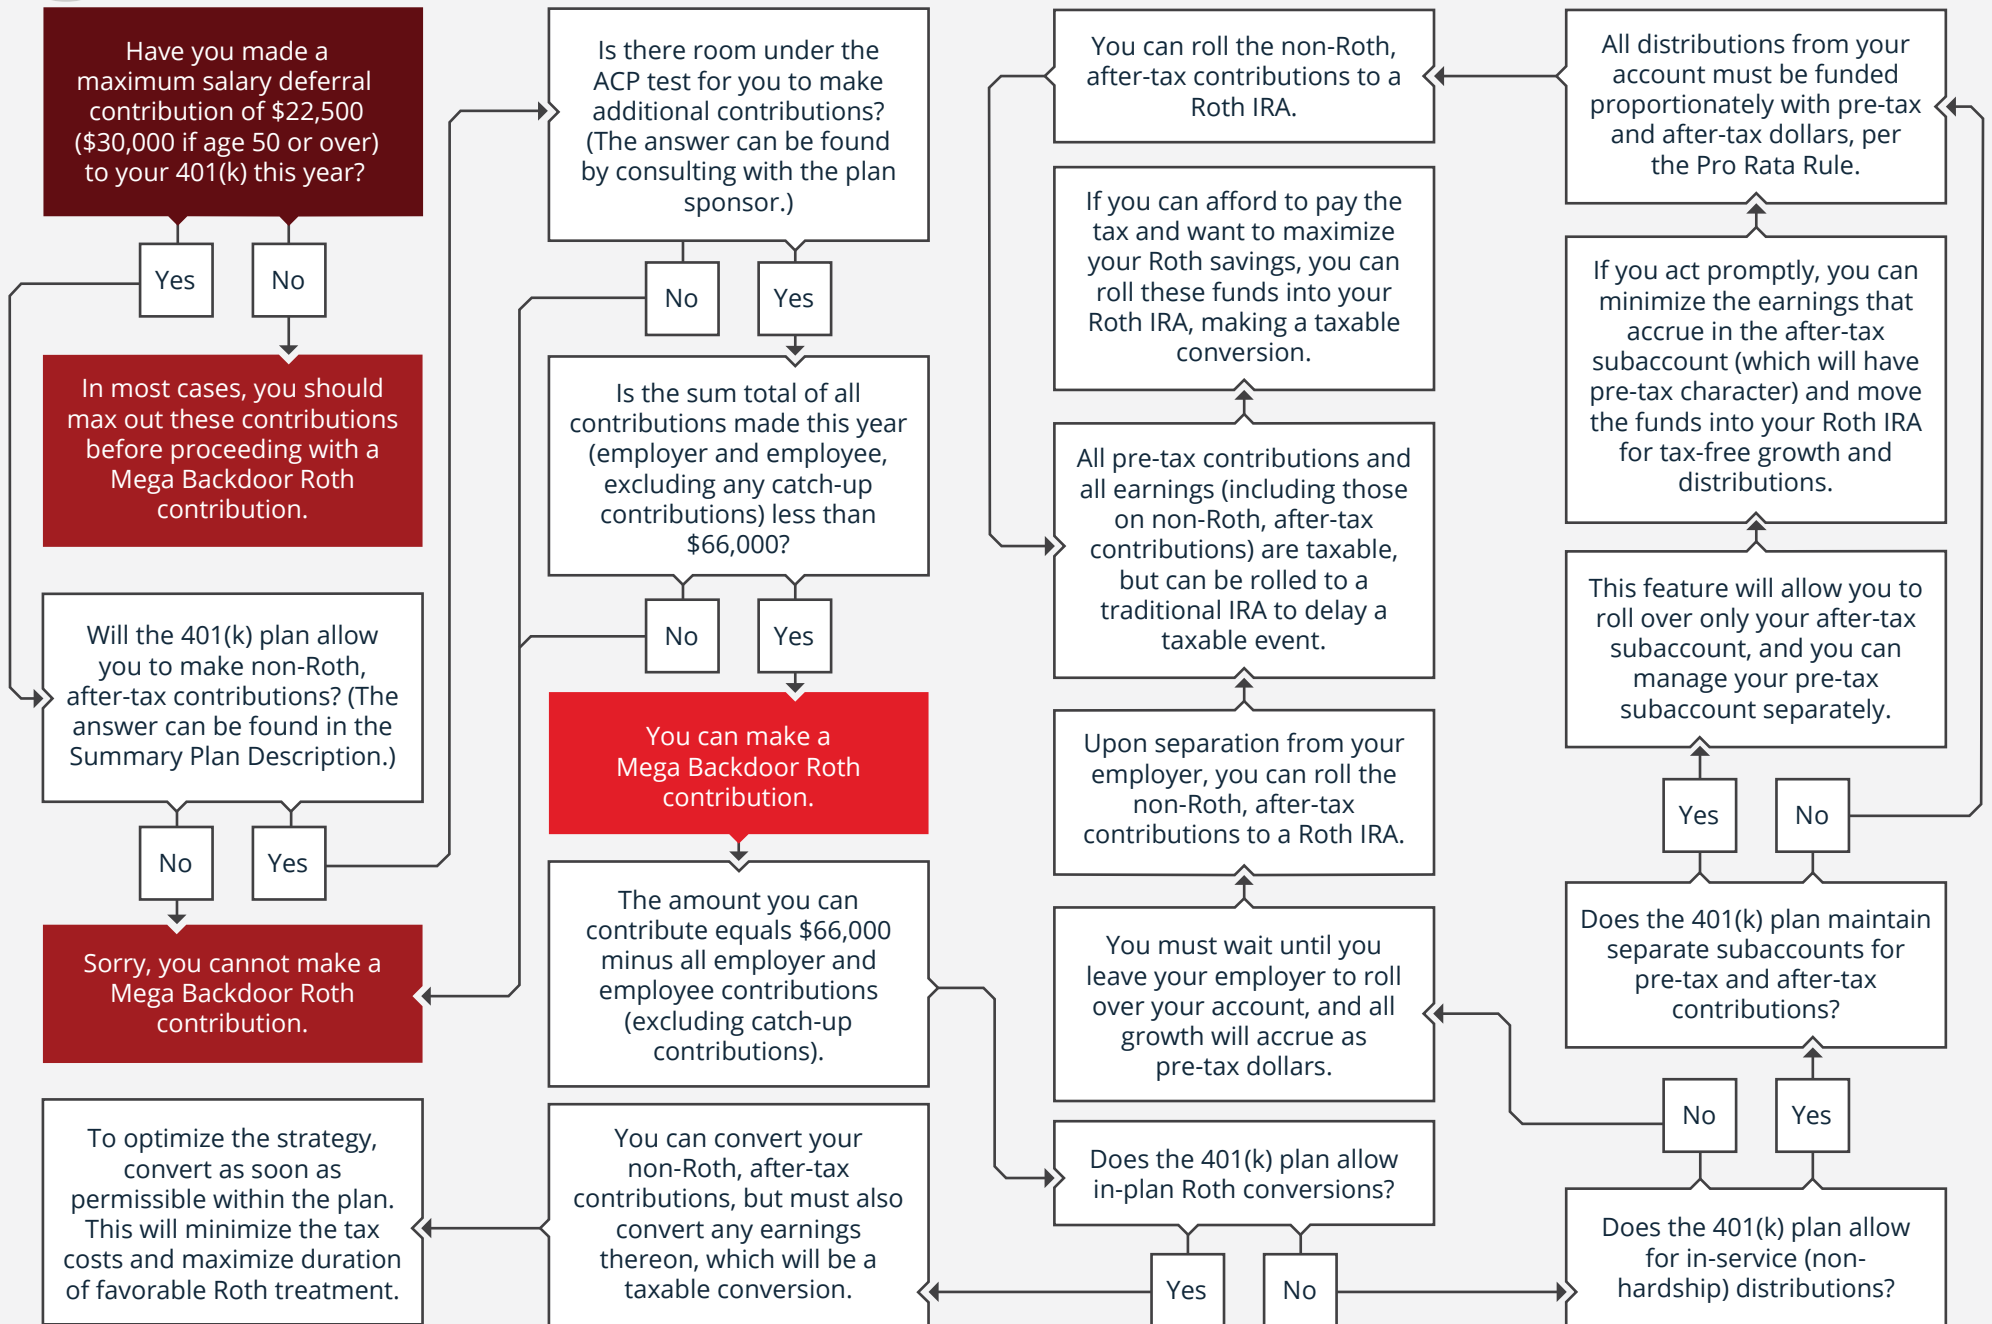 Have you made a
maximum salary deferral
contribution of $22,500
($30,000 if age 50 or over)
to your 401(k) this year?
Yes
No
In most cases, you should
max out these contributions
before proceeding with a
Mega Backdoor Roth
contribution.
Will the 401(k) plan allow
you to make non-Roth,
after-tax contributions? (The
answer can be found in the
Summary Plan Description.)
No
Yes
Sorry, you cannot make a
Mega Backdoor Roth
contribution.
Is there room under the
ACP test for you to make
additional contributions?
(The answer can be found
by consulting with the plan
sponsor.)
No
Yes
Is the sum total of all
contributions made this year
(employer and employee,
excluding any catch-up
contributions) less than
$66,000?
No
Yes
You can make a
Mega Backdoor Roth
contribution.
The amount you can
contribute equals $66,000
minus all employer and
employee contributions
(excluding catch-up
contributions).
Does the 401(k) plan allow
in-plan Roth conversions?
Yes
No
You can convert your
non-Roth, after-tax
contributions, but must also
convert any earnings
thereon, which will be a
taxable conversion.
To optimize the strategy,
convert as soon as
permissible within the plan.
This will minimize the tax
costs and maximize duration
of favorable Roth treatment.
Does the 401(k) plan allow
for in-service (non-
hardship) distributions?
No
Yes
You must wait until you
leave your employer to roll
over your account, and all
growth will accrue as
pre-tax dollars.
Upon separation from your
employer, you can roll the
non-Roth, after-tax
contributions to a Roth IRA.
All pre-tax contributions and
all earnings (including those
on non-Roth, after-tax
contributions) are taxable,
but can be rolled to a
traditional IRA to delay a
taxable event.
If you can afford to pay the
tax and want to maximize
your Roth savings, you can
roll these funds into your
Roth IRA, making a taxable
conversion.
Does the 401(k) plan maintain
separate subaccounts for
pre-tax and after-tax
contributions?
Yes
No
This feature will allow you to
roll over only your after-tax
subaccount, and you can
manage your pre-tax
subaccount separately.
If you act promptly, you can
minimize the earnings that
accrue in the after-tax
subaccount (which will have
pre-tax character) and move
the funds into your Roth IRA
for tax-free growth and
distributions.
All distributions from your
account must be funded
proportionately with pre-tax
and after-tax dollars, per
the Pro Rata Rule.
You can roll the non-Roth,
after-tax contributions to a
Roth IRA.